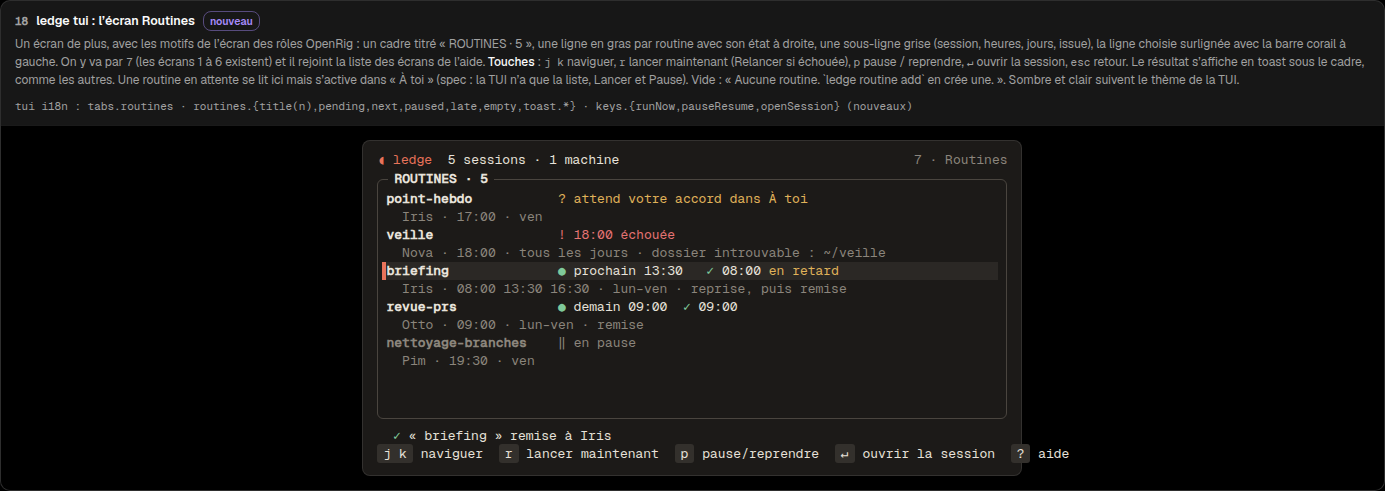 18 ledge tui : l'écran Routines nouveau
Un écran de plus, avec les motifs de l'écran des rôles OpenRig : un cadre titré « ROUTINES · 5 », une ligne en gras par routine avec son état à droite, une sous-ligne grise (session, heures, jours, issue), la ligne choisie surlignée avec la barre corail à
gauche. On y va par 7 (les écrans 1 à 6 existent) et il rejoint la liste des écrans de l'aide. Touches : j k naviguer, r lancer maintenant (Relancer si échouée), p pause / reprendre, ↵ ouvrir la session, esc retour. Le résultat s'affiche en toast sous le cadre,
comme les autres. Une routine en attente se lit ici mais s'active dans « À toi » (spec : la TUI n'a que la liste, Lancer et Pause). Vide : « Aucune routine. `ledge routine add` en crée une. ». Sombre et clair suivent le thème de la TUI.
tui i18n : tabs.routines · routines.{title(n),pending,next,paused,late,empty,toast.*} · keys.{runNow,pauseResume,openSession} (nouveaux)
ledge 5 sessions · 1 machine 7 · Routines
ROUTINES · 5
point-hebdo ? attend votre accord dans À toi
Iris · 17:00 · ven
veille ! 18:00 échouée
Nova · 18:00 · tous les jours · dossier introuvable : ~/veille
briefing ● prochain 13:30 ✓ 08:00 en retard
Iris · 08:00 13:30 16:30 · lun-ven · reprise, puis remise
revue-prs ● demain 09:00 ✓ 09:00
Otto · 09:00 · lun-ven · remise
nettoyage-branches ‖ en pause
Pim · 19:30 · ven
✓ « briefing » remise à Iris
j k naviguer r lancer maintenant p pause/reprendre ↵ ouvrir la session ? aide